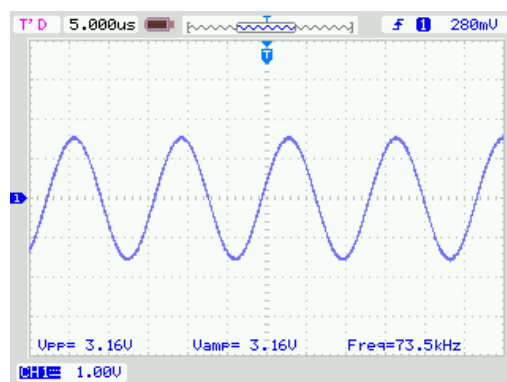 T'D 5.000us T ƒ 1 280mV
T
1
Vpp= 3.16V Vamp= 3.16V Freq=73.5kHz
CH1 1.00V